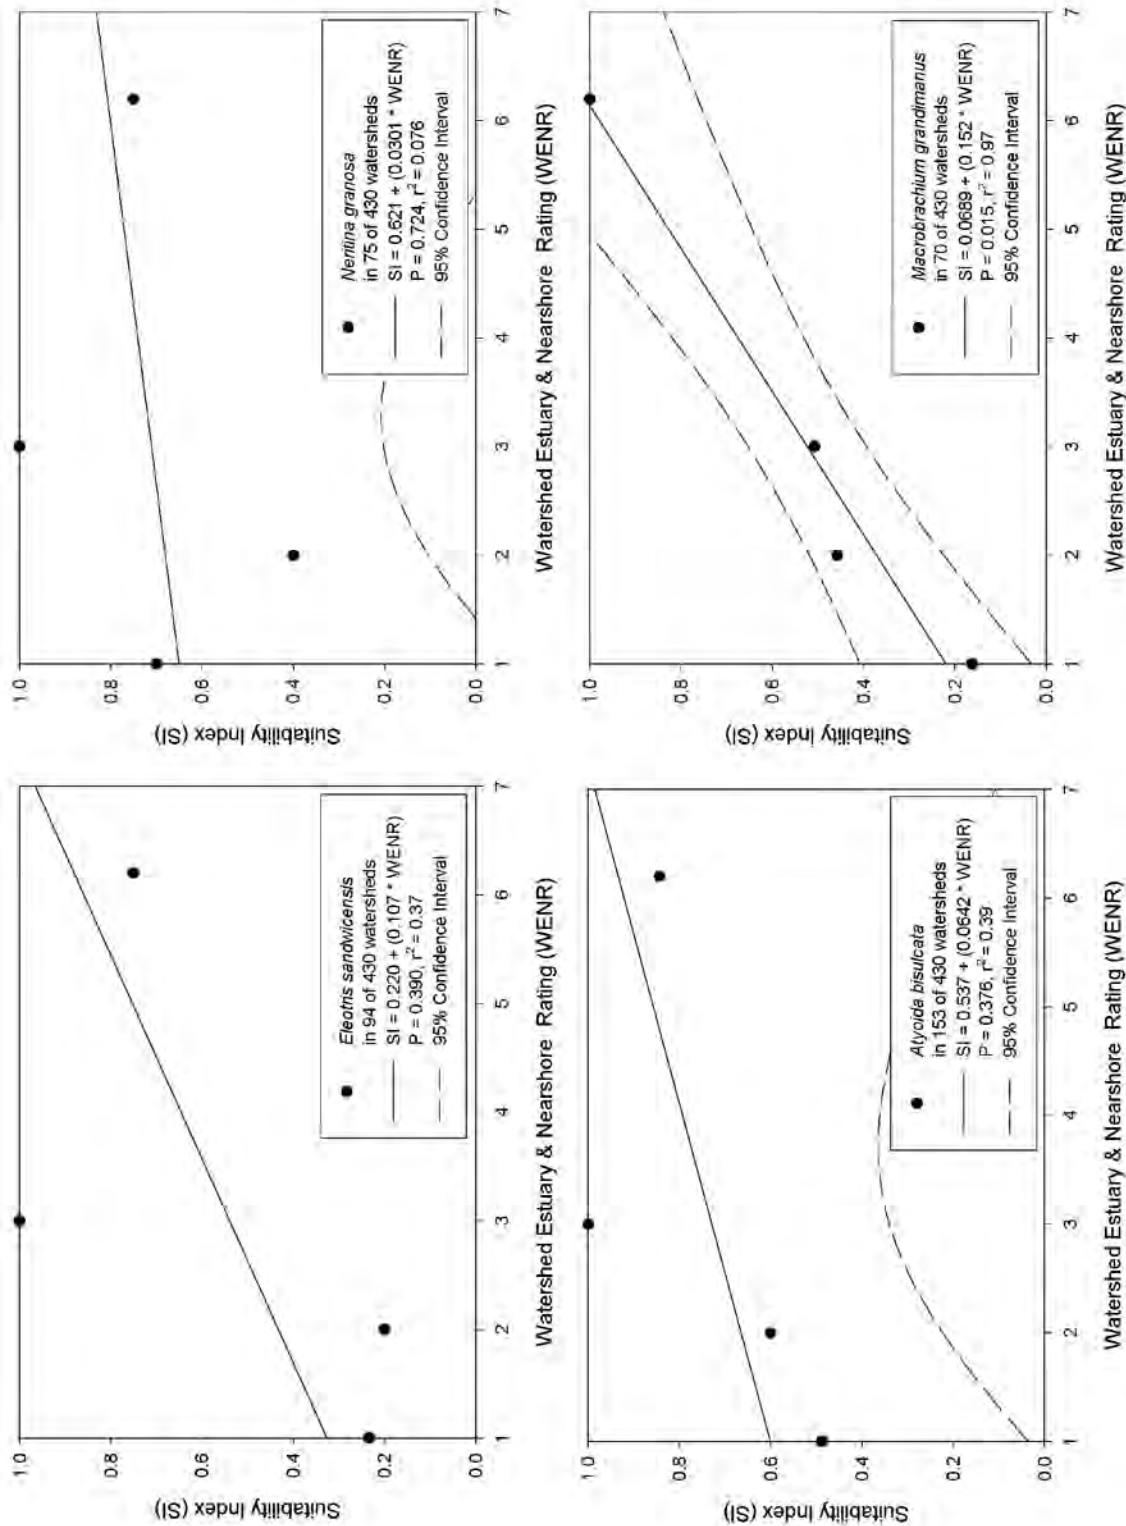 Suitability Index (SI)
1.0
0.8
0.6
0.4
0.2
0.0
Eleotris sandwicensis
in 94 of 430 watersheds
SI = 0.220 + (0.107 * WENR)
P = 0.390, r² = 0.37
95% Confidence Interval
1 2 3 4 5 6 7
Watershed Estuary & Nearshore Rating (WENR)
Suitability Index (SI)
1.0
0.8
0.6
0.4
0.2
0.0
Neritina granosa
in 75 of 430 watersheds
SI = 0.621 + (0.0301 * WENR)
P = 0.724, r² = 0.076
95% Confidence Interval
1 2 3 4 5 6 7
Watershed Estuary & Nearshore Rating (WENR)
Suitability Index (SI)
1.0
0.8
0.6
0.4
0.2
0.0
Atyoida bisulcata
in 153 of 430 watersheds
SI = 0.537 + (0.0642 * WENR)
P = 0.376, r² = 0.39
95% Confidence Interval
1 2 3 4 5 6 7
Watershed Estuary & Nearshore Rating (WENR)
Suitability Index (SI)
1.0
0.8
0.6
0.4
0.2
0.0
Macrobrachium grandimanus
in 70 of 430 watersheds
SI = 0.0689 + (0.152 * WENR)
P = 0.015, r² = 0.97
95% Confidence Interval
1 2 3 4 5 6 7
Watershed Estuary & Nearshore Rating (WENR)